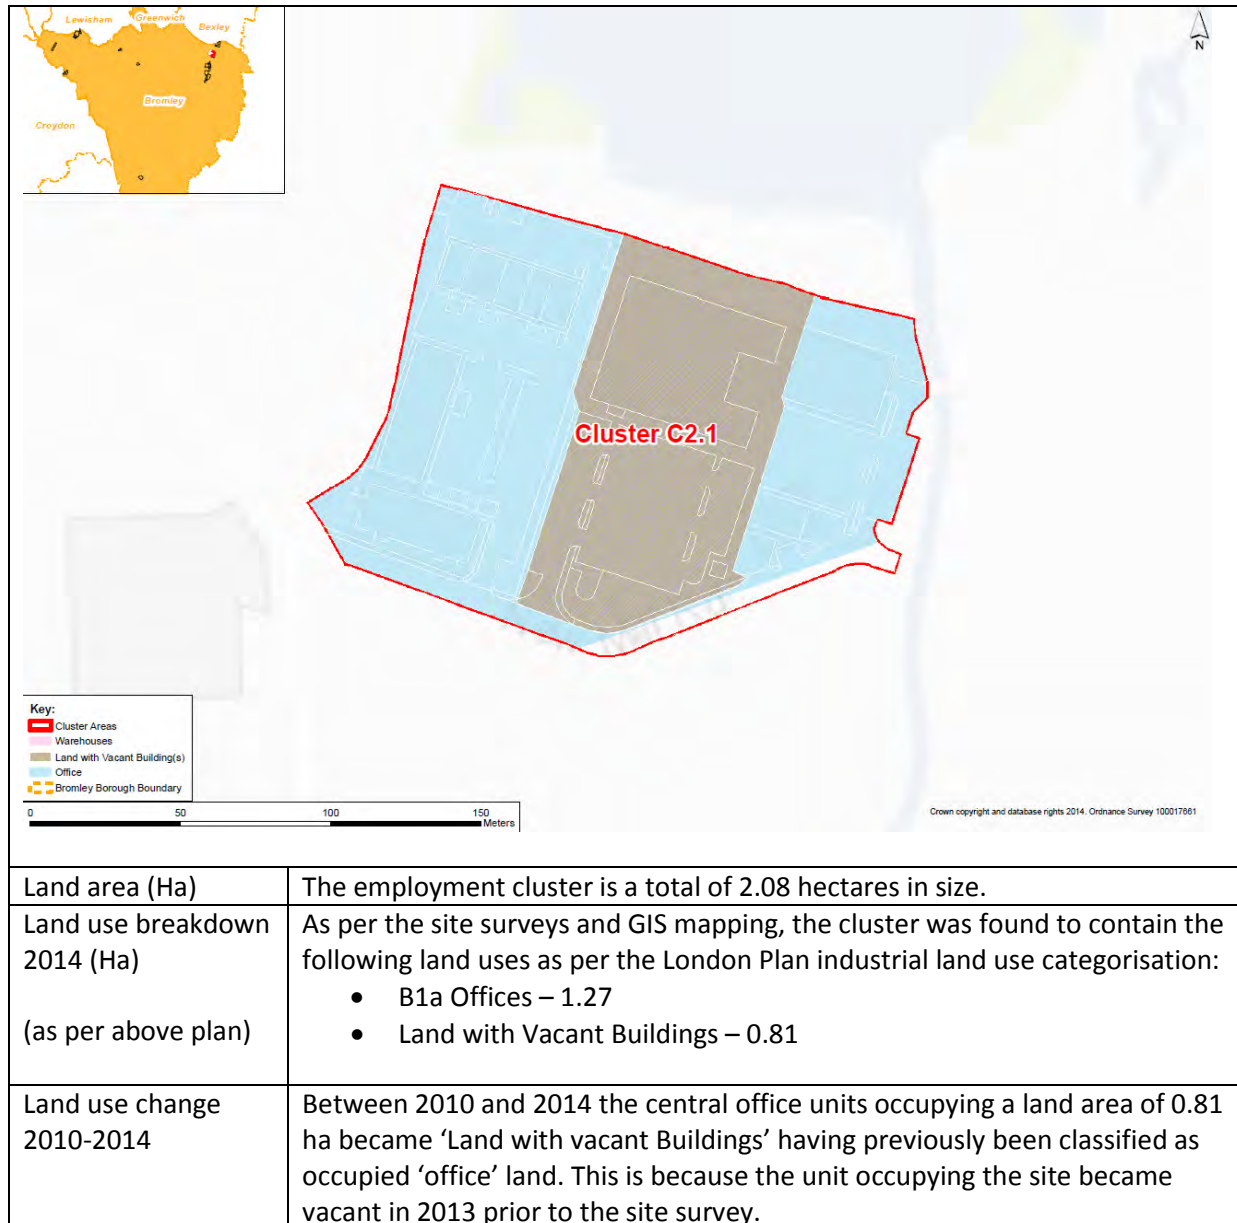 Lewisham
Greenwich
Bexley
Bromley
Croydon
N
Cluster C2.1
Key:
Cluster Areas
Warehouses
Land with Vacant Building(s)
Office
Bromley Borough Boundary
0 50 100 150
Meters
Crown copyright and database rights 2014. Ordnance Survey 100017661
Land area (Ha)
The employment cluster is a total of 2.08 hectares in size.
Land use breakdown
2014 (Ha)
(as per above plan)
As per the site surveys and GIS mapping, the cluster was found to contain the
following land uses as per the London Plan industrial land use categorisation:
• B1a Offices – 1.27
• Land with Vacant Buildings – 0.81
Land use change
2010-2014
Between 2010 and 2014 the central office units occupying a land area of 0.81
ha became ‘Land with vacant Buildings’ having previously been classified as
occupied ‘office’ land. This is because the unit occupying the site became
vacant in 2013 prior to the site survey.